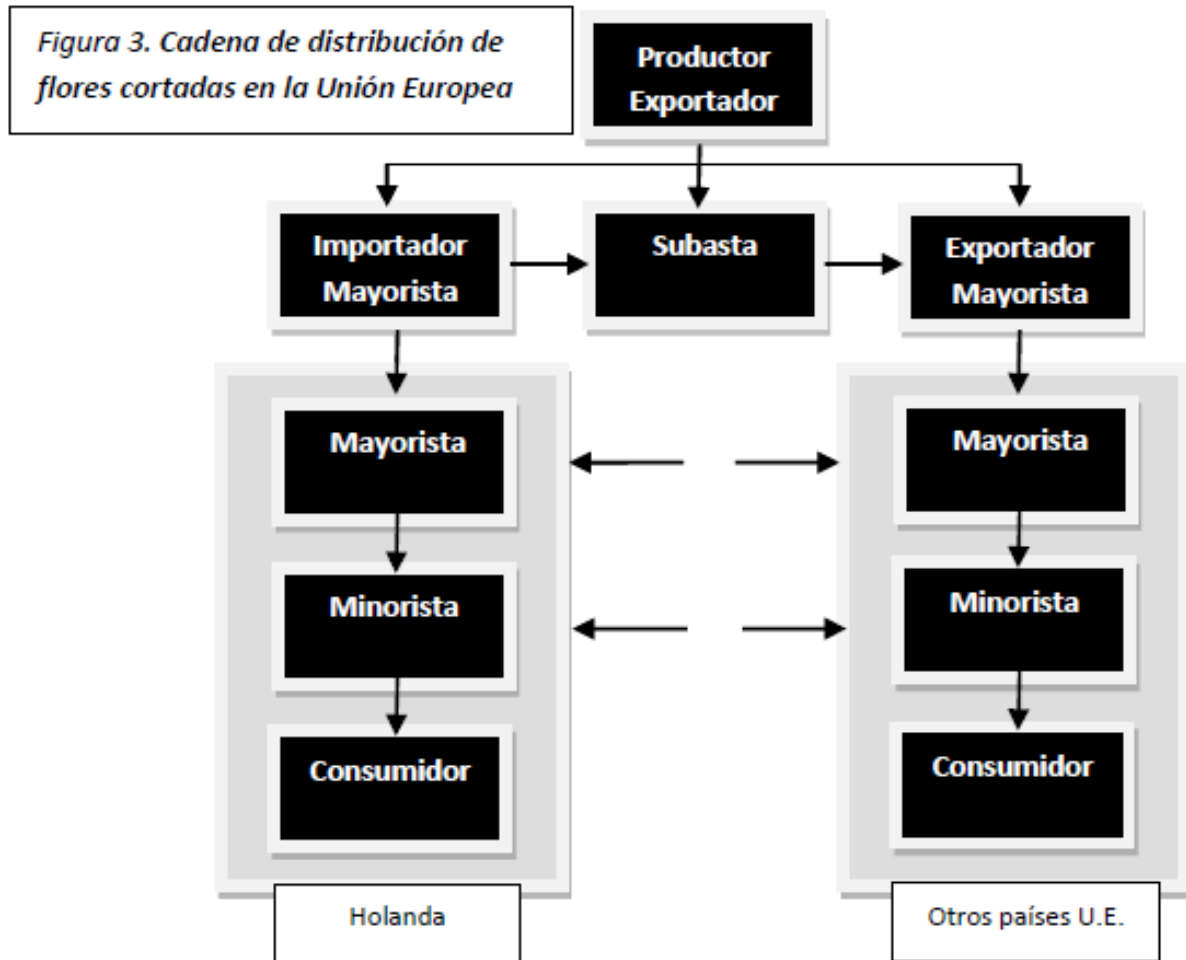 Figura 3. Cadena de distribución de
flores cortadas en la Unión Europea
Productor
Exportador
Importador
Mayorista
Subasta
Exportador
Mayorista
Mayorista
Mayorista
Minorista
Minorista
Consumidor
Consumidor
Holanda
Otros países U.E.